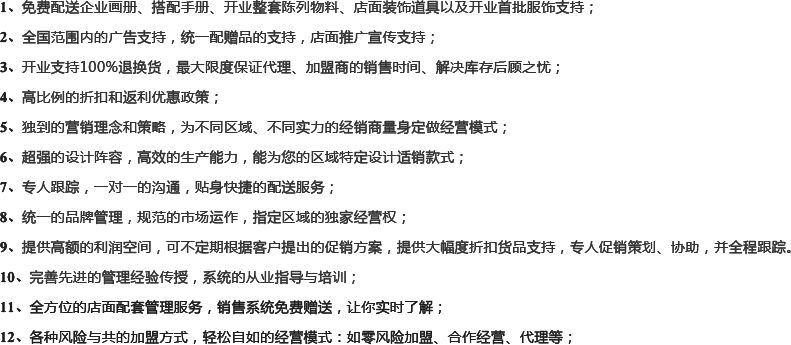 1、免费配送企业画册、搭配手册、开业整套陈列物料、店面装饰道具以及开业首批服饰支持；
2、全国范围内的广告支持，统一配赠品的支持，店面推广宣传支持；
3、开业支持100%退换货，最大限度保证代理、加盟商的销售时间、解决库存后顾之忧；
4、高比例的折扣和返利优惠政策；
5、独到的营销理念和策略，为不同区域、不同实力的经销商量身定做经营模式；
6、超强的设计阵容，高效的生产能力，能为您的区域特定设计适销款式；
7、专人跟踪，一对一的沟通，贴身快捷的配送服务；
8、统一的品牌管理，规范的市场运作，指定区域的独家经营权；
9、提供高额的利润空间，可不定期根据客户提出的促销方案，提供大幅度折扣货品支持，专人促销策划、协助，并全程跟踪。
10、完善先进的管理经验传授，系统的从业指导与培训；
11、全方位的店面配套管理服务，销售系统免费赠送，让你实时了解；
12、各种风险与共的加盟方式，轻松自如的经营模式：如零风险加盟、合作经营、代理等；